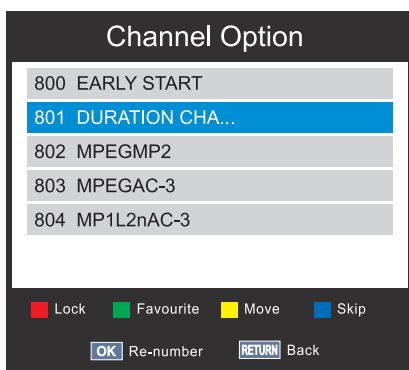 Channel Option
800 EARLY START
801 DURATION CHA...
802 MPEGMP2
803 MPEGAC-3
804 MP1L2nAC-3
Lock Favourite Move Skip
OK Re-number RETURN Back